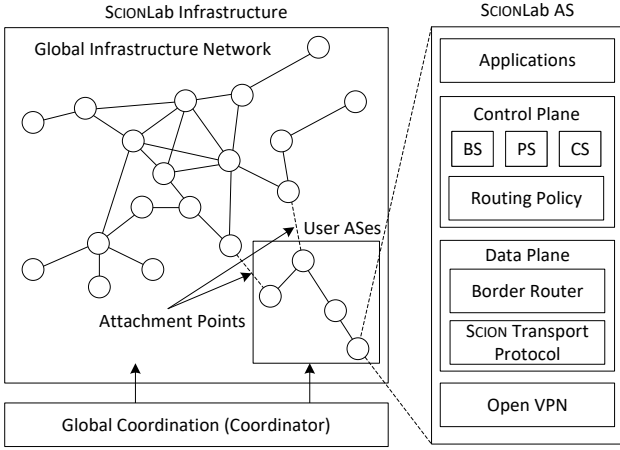 SCIONLab Infrastructure
Global Infrastructure Network
User ASes
Attachment Points
Global Coordination (Coordinator)
SCIONLab AS
Applications
Control Plane
BS PS CS
Routing Policy
Data Plane
Border Router
SCION Transport
Protocol
Open VPN